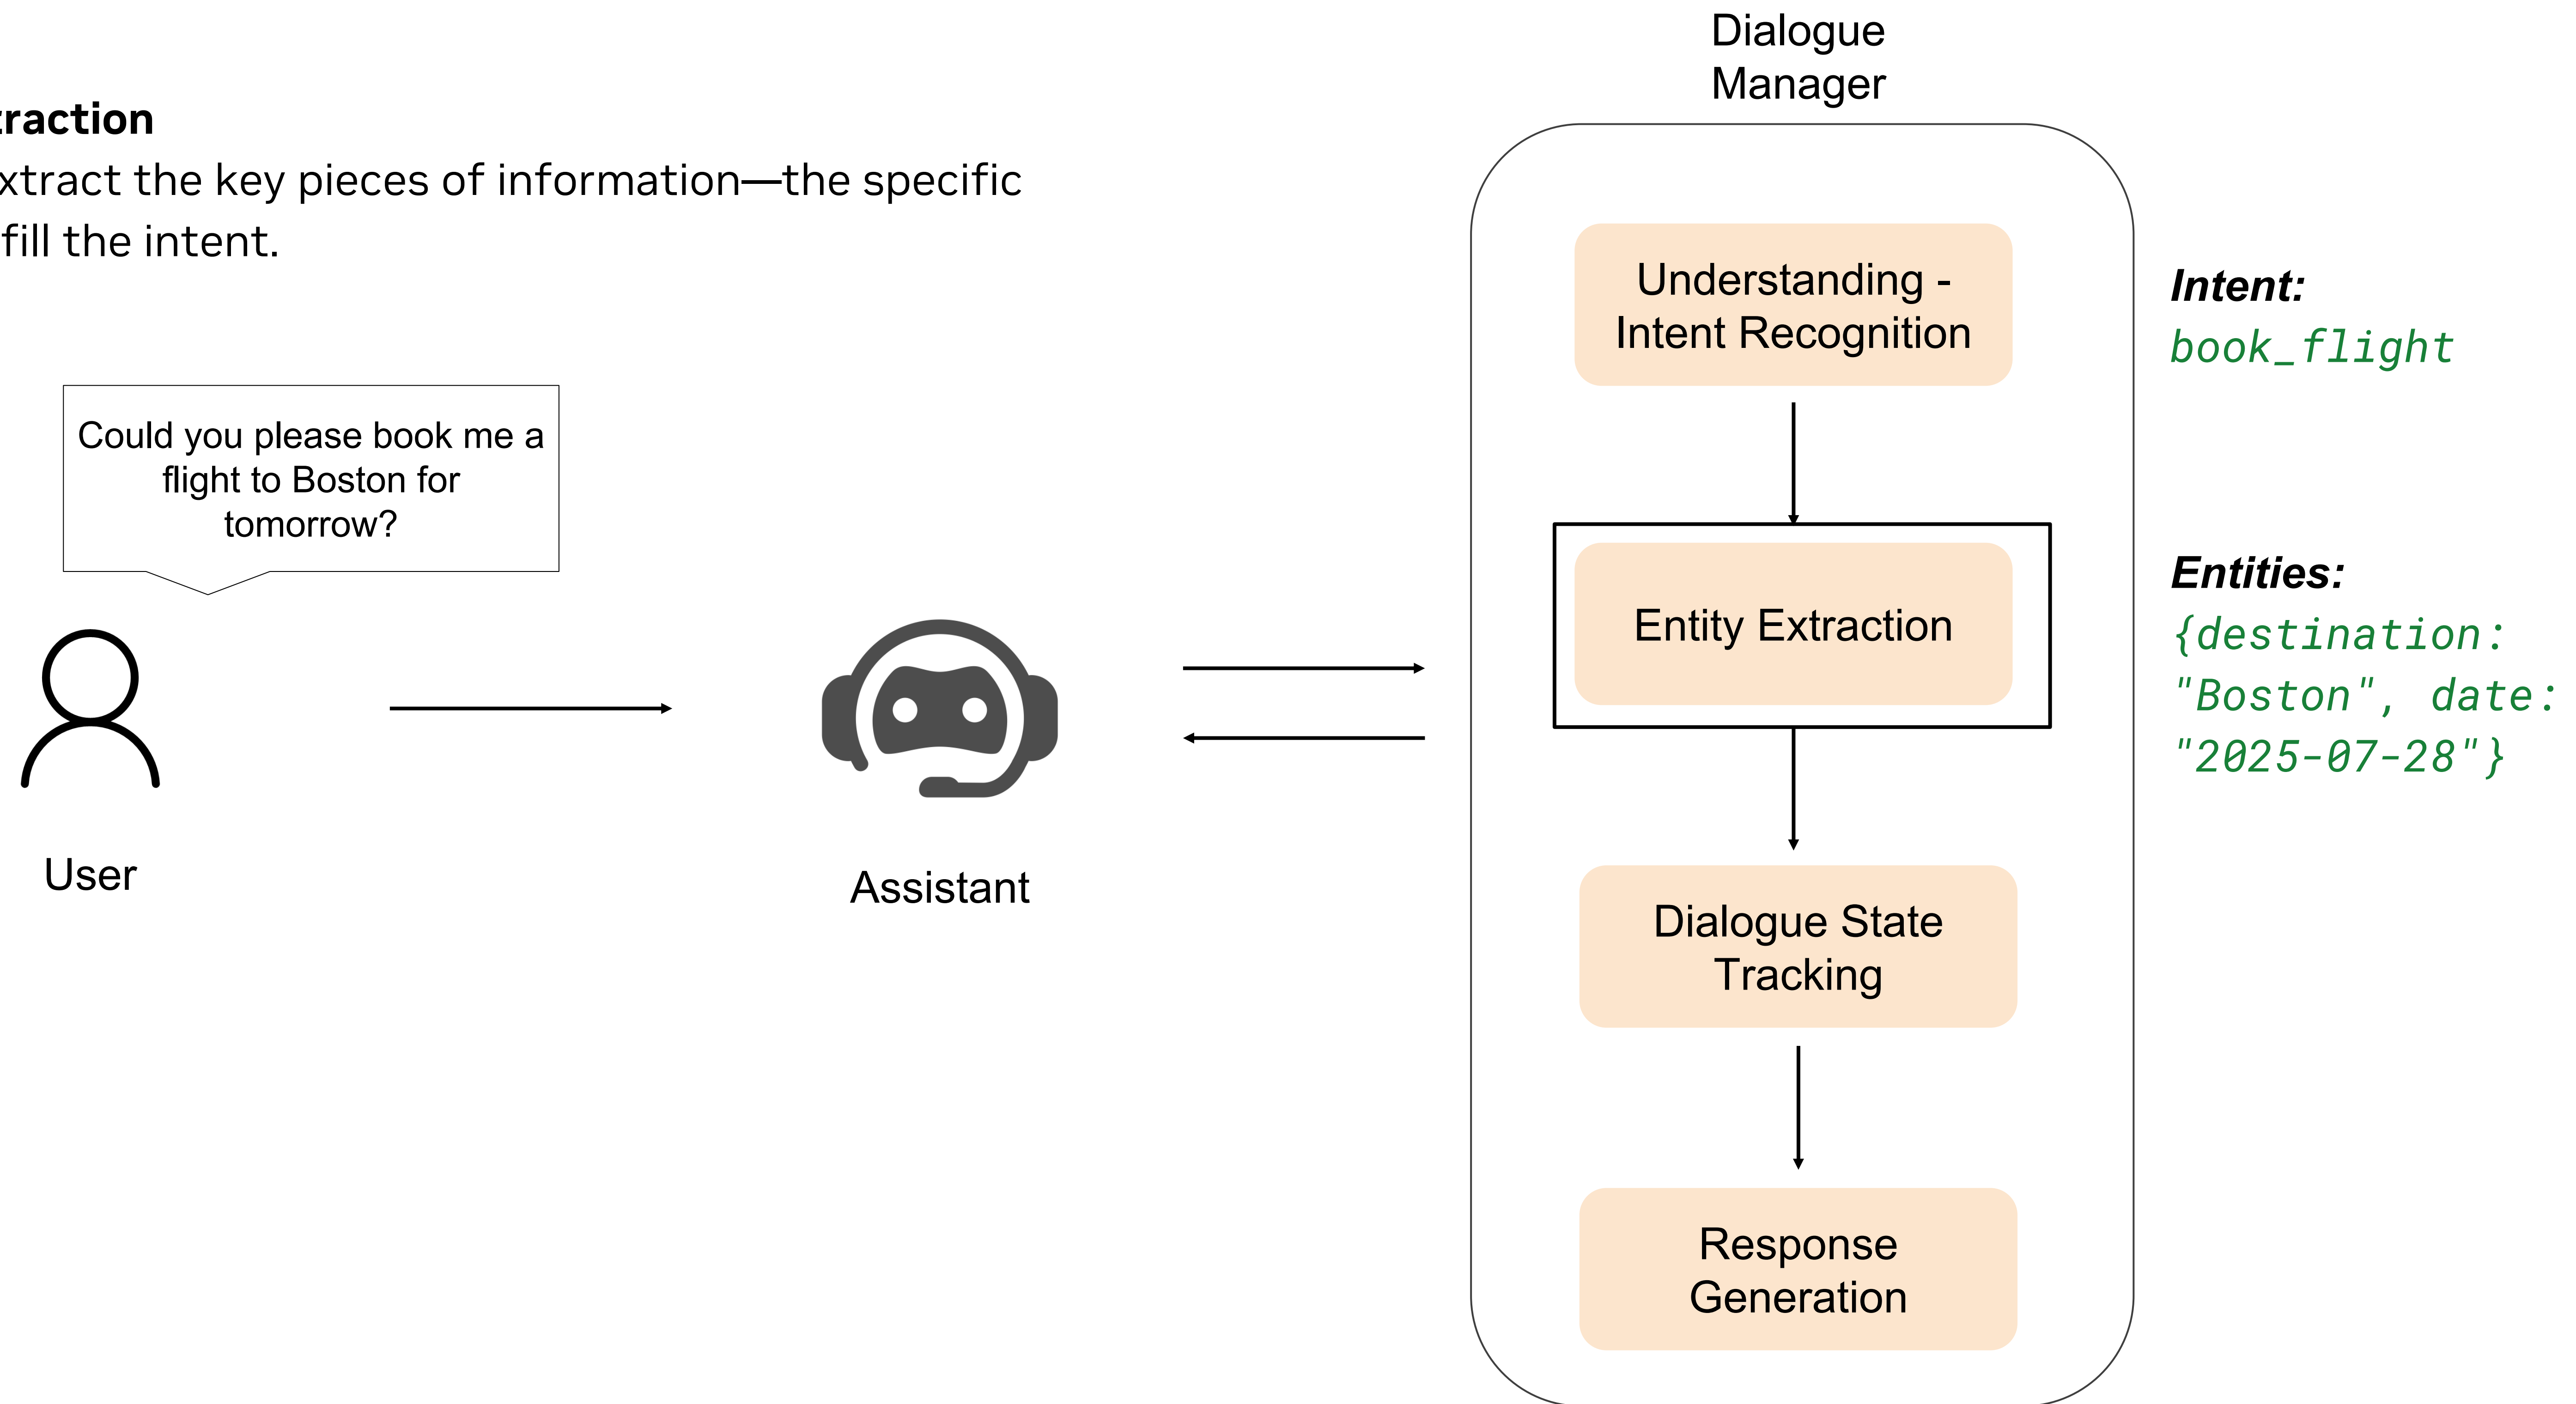 Dialogue
Manager
raction
xtract the key pieces of information—the specific
fill the intent.
Understanding -
Intent Recognition
Intent:
book_flight
Could you please book me a
flight to Boston for
tomorrow?
Entity Extraction
Entities:
{destination:
"Boston", date:
"2025-07-28"}
User
Assistant
Dialogue State
Tracking
Response
Generation